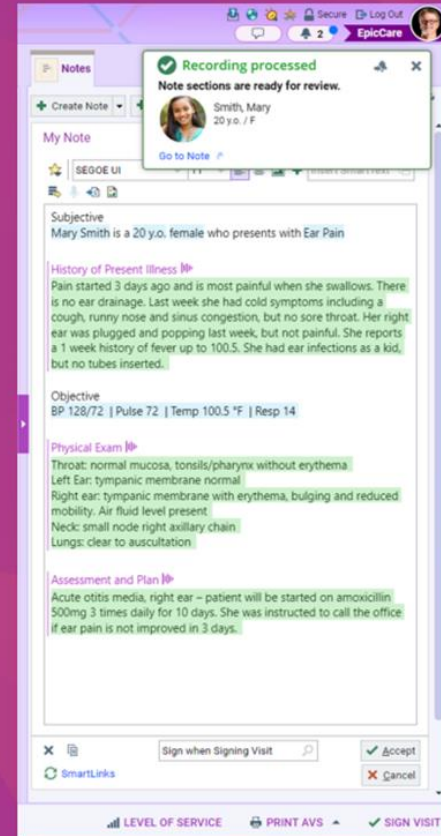 Secure Log Out
2 EpicCare
Notes
Recording processed
Note sections are ready for review.
Smith, Mary
20 y.o. / F
Go to Note
Create Note
My Note
SEGOE UI 11
Subjective
Mary Smith is a 20 y.o. female who presents with Ear Pain
History of Present Illness
Pain started 3 days ago and is most painful when she swallows. There
is no ear drainage. Last week she had cold symptoms including a
cough, runny nose and sinus congestion, but no sore throat. Her right
ear was plugged and popping last week, but not painful. She reports
a 1 week history of fever up to 100.5. She had ear infections as a kid,
but no tubes inserted.
Objective
BP 128/72 | Pulse 72 | Temp 100.5 °F | Resp 14
Physical Exam
Throat: normal mucosa, tonsils/pharynx without erythema
Left Ear: tympanic membrane normal
Right ear: tympanic membrane with erythema, bulging and reduced
mobility. Air fluid level present
Neck: small node right axillary chain
Lungs: clear to auscultation
Assessment and Plan
Acute otitis media, right ear – patient will be started on amoxicillin
500mg 3 times daily for 10 days. She was instructed to call the office
if ear pain is not improved in 3 days.
Sign when Signing Visit
Accept
SmartLinks
Cancel
LEVEL OF SERVICE PRINT AVS SIGN VISIT